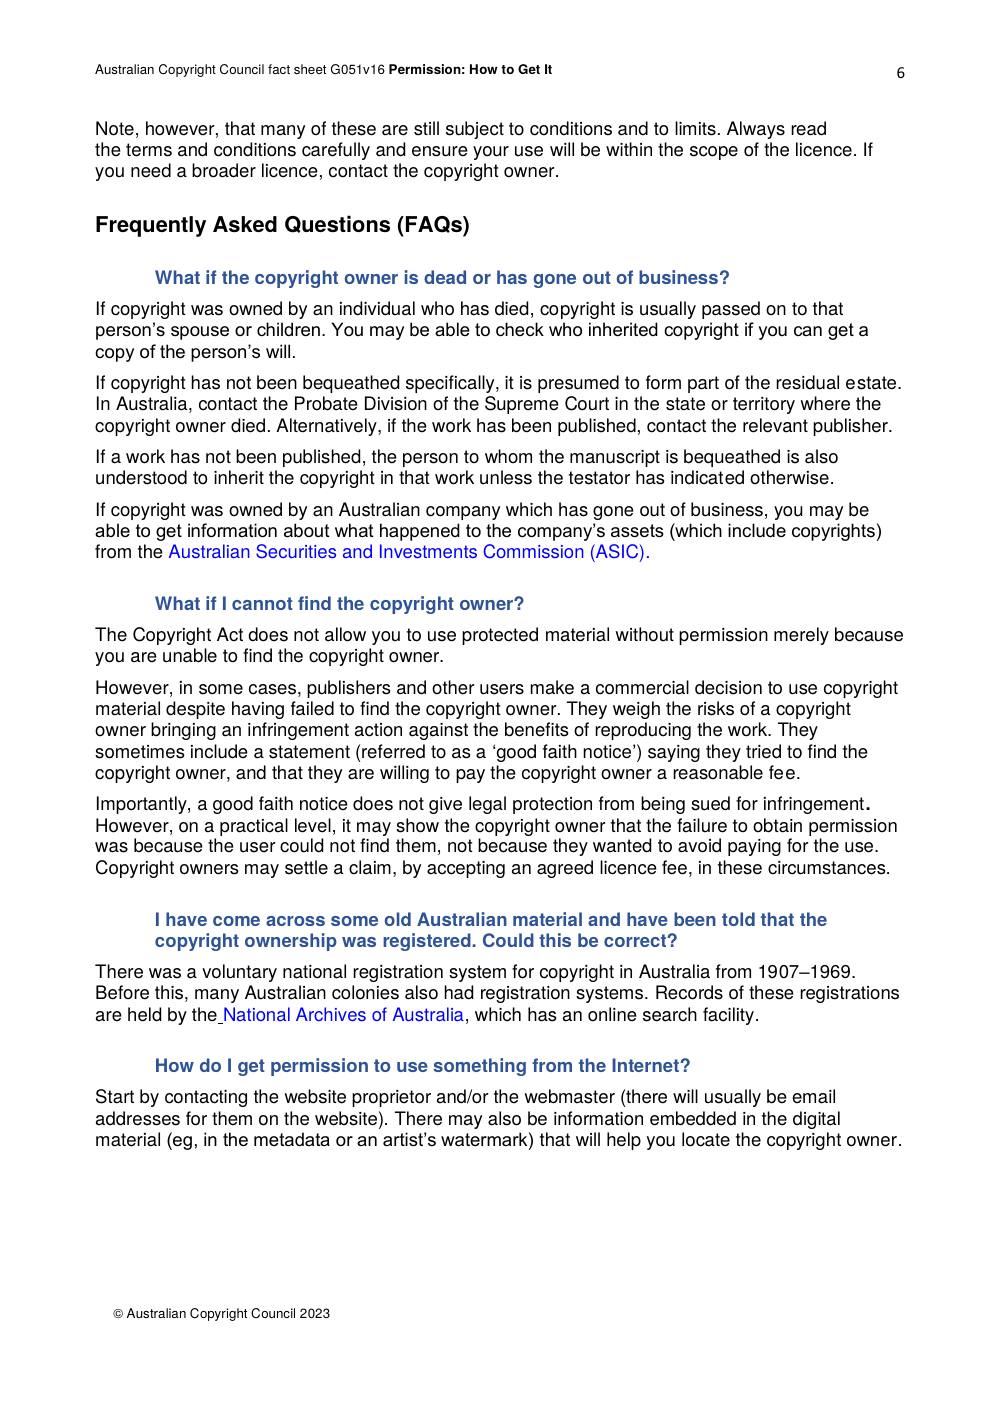 Australian Copyright Council fact sheet G051v16 Permission: How to Get It
6
Note, however, that many of these are still subject to conditions and to limits. Always read
the terms and conditions carefully and ensure your use will be within the scope of the licence. If
you need a broader licence, contact the copyright owner.
Frequently Asked Questions (FAQs)
What if the copyright owner is dead or has gone out of business?
If copyright was owned by an individual who has died, copyright is usually passed on to that
person’s spouse or children. You may be able to check who inherited copyright if you can get a
copy of the person’s will.
If copyright has not been bequeathed specifically, it is presumed to form part of the residual estate.
In Australia, contact the Probate Division of the Supreme Court in the state or territory where the
copyright owner died. Alternatively, if the work has been published, contact the relevant publisher.
If a work has not been published, the person to whom the manuscript is bequeathed is also
understood to inherit the copyright in that work unless the testator has indicated otherwise.
If copyright was owned by an Australian company which has gone out of business, you may be
able to get information about what happened to the company’s assets (which include copyrights)
from the Australian Securities and Investments Commission (ASIC).
What if I cannot find the copyright owner?
The Copyright Act does not allow you to use protected material without permission merely because
you are unable to find the copyright owner.
However, in some cases, publishers and other users make a commercial decision to use copyright
material despite having failed to find the copyright owner. They weigh the risks of a copyright
owner bringing an infringement action against the benefits of reproducing the work. They
sometimes include a statement (referred to as a ‘good faith notice’) saying they tried to find the
copyright owner, and that they are willing to pay the copyright owner a reasonable fee.
Importantly, a good faith notice does not give legal protection from being sued for infringement.
However, on a practical level, it may show the copyright owner that the failure to obtain permission
was because the user could not find them, not because they wanted to avoid paying for the use.
Copyright owners may settle a claim, by accepting an agreed licence fee, in these circumstances.
I have come across some old Australian material and have been told that the
copyright ownership was registered. Could this be correct?
There was a voluntary national registration system for copyright in Australia from 1907–1969.
Before this, many Australian colonies also had registration systems. Records of these registrations
are held by the National Archives of Australia, which has an online search facility.
How do I get permission to use something from the Internet?
Start by contacting the website proprietor and/or the webmaster (there will usually be email
addresses for them on the website). There may also be information embedded in the digital
material (eg, in the metadata or an artist’s watermark) that will help you locate the copyright owner.
© Australian Copyright Council 2023